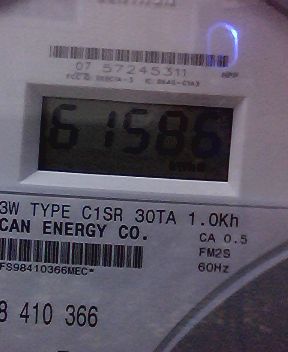 07 57245311
61586
3W TYPE C1SR 30TA 1.0Kh
CAN ENERGY CO.
CA 0.5
FM2S
FS98410366MEC*
60Hz
8 410 366